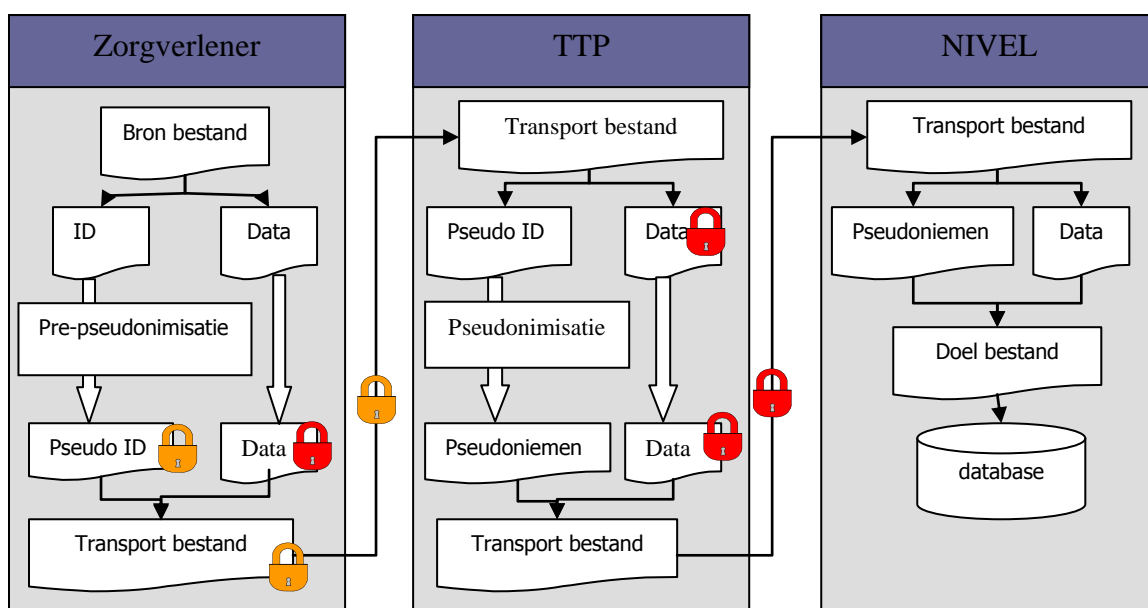 Zorgverlener
Bron bestand
ID
Data
Pre-pseudonimisatie
Pseudo ID
Data
Transport bestand
TTP
Transport bestand
Pseudo ID
Data
Pseudonimisatie
Pseudoniemen
Data
Transport bestand
NIVEL
Transport bestand
Pseudoniemen
Data
Doel bestand
database